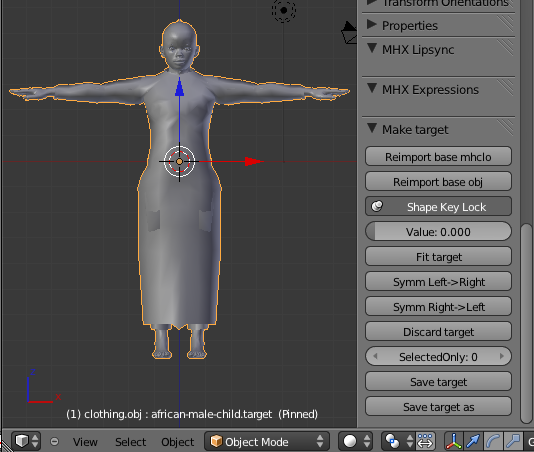 Transform Orientations
Properties
MHX Lipsync
MHX Expressions
Make target
Reimport base mhclo
Reimport base obj
Shape Key Lock
Value: 0.000
Fit target
Symm Left->Right
Symm Right->Left
Discard target
SelectedOnly: 0
Save target
Save target as
Z
X
(1) clothing.obj : african-male-child.target (Pinned)
View
Select
Object
Object Mode
G